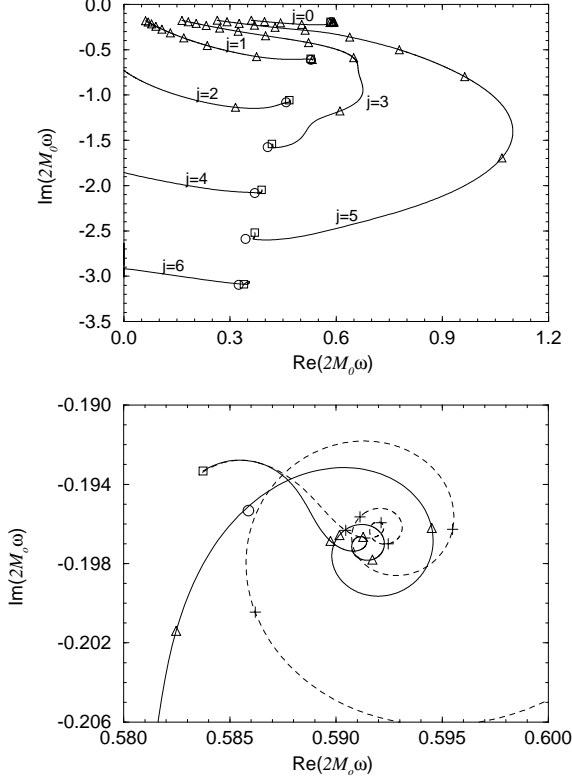 0.0
-0.5
-1.0
-1.5
-2.0
-2.5
-3.0
-3.5
Im(2M₀ω)
j=0
j=1
j=2
j=3
j=4
j=5
j=6
0.0 0.3 0.6 0.9 1.2
Re(2M₀ω)
-0.190
-0.194
-0.198
-0.202
-0.206
Im(2Mₒω)
0.580 0.585 0.590 0.595 0.600
Re(2Mₒω)